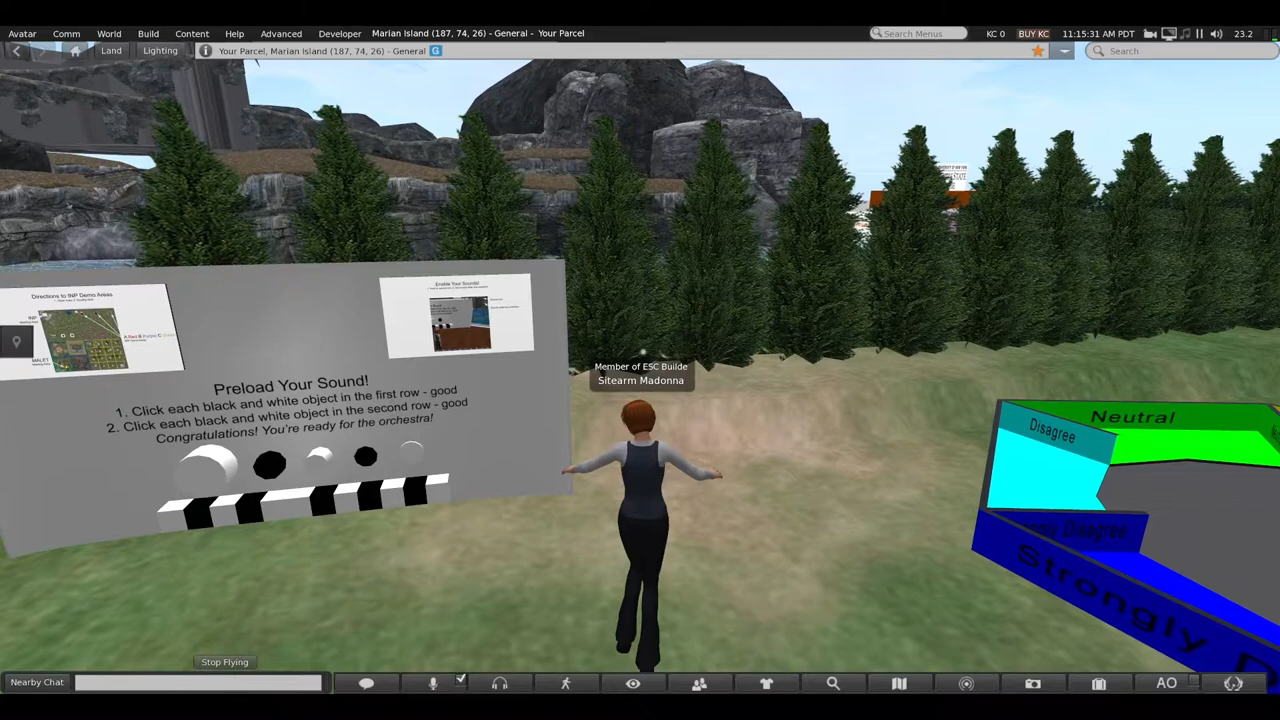 Avatar Comm World Build Content Help Advanced Developer Marian Island (187, 74, 26) - General - Your Parcel Search Menus KC 0 BUY KC 11:15:31 AM PDT 23.2
Land Lighting Your Parcel, Marian Island (187, 74, 26) - General G Search
Directions to !INP Demo Areas
Enable Your Sounds!
Preload Your Sound!
1. Click each black and white object in the first row - good
2. Click each black and white object in the second row - good
Congratulations! You're ready for the orchestra!
Member of ESC Builde
Sitearm Madonna
Neutral
Disagree
Disagree
Strongly D
Stop Flying
Nearby Chat
AO